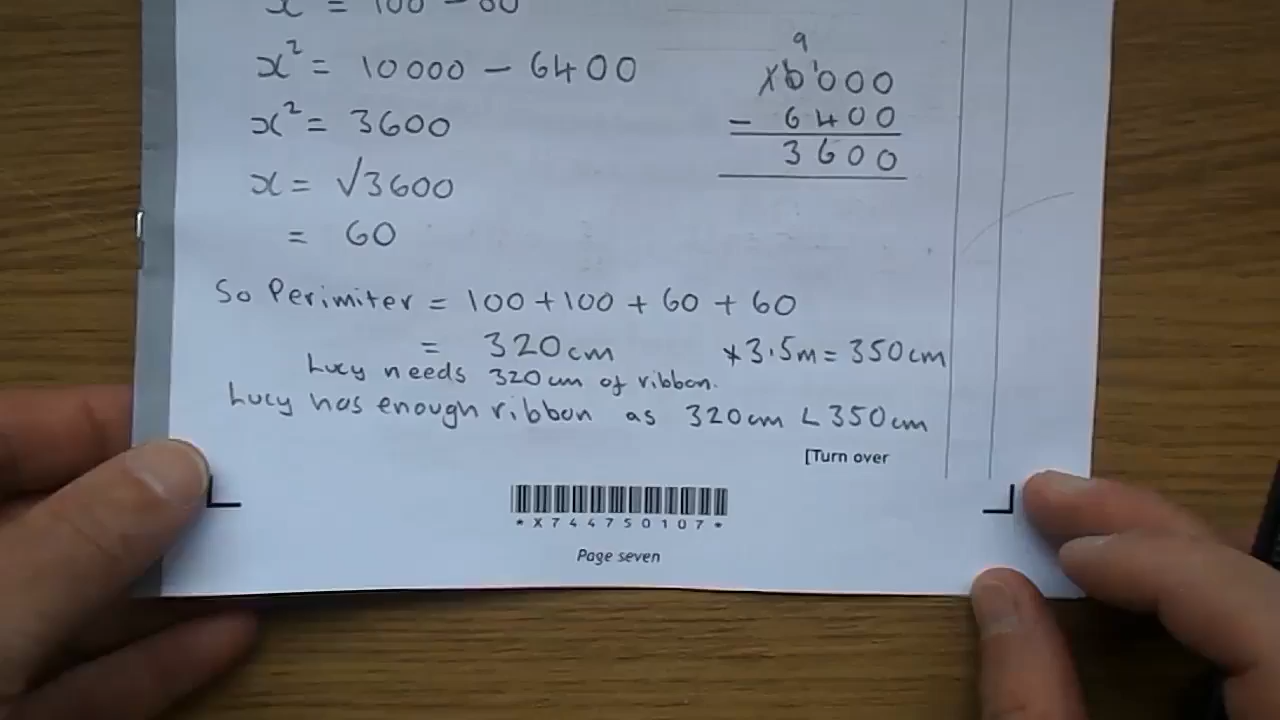 x² = 10000 - 6400
x² = 3600
x = √3600
= 60
9
10'000
- 6400
3600
So Perimiter = 100 + 100 + 60 + 60
= 320cm
* 3.5m = 350cm
Lucy needs 320cm of ribbon.
Lucy has enough ribbon as 320cm < 350cm
[Turn over
*X744750107*
Page seven